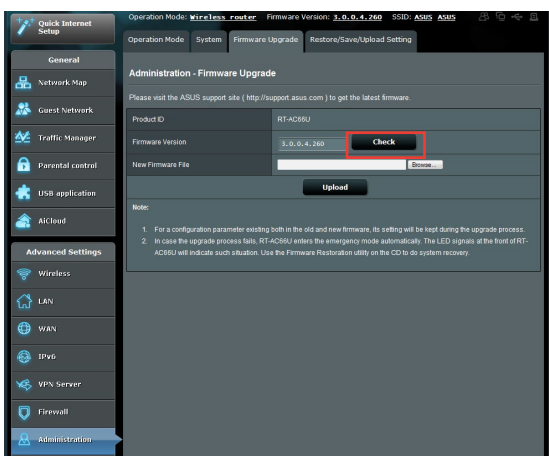 Quick Internet
Setup
Operation Mode: Wireless router Firmware Version: 3.0.0.4.260 SSID: ASUS ASUS
Operation Mode System Firmware Upgrade Restore/Save/Upload Setting
General
Network Map
Guest Network
Traffic Manager
Parental control
USB application
AiCloud
Advanced Settings
Wireless
LAN
WAN
IPv6
VPN Server
Firewall
Administration
Administration - Firmware Upgrade
Please visit the ASUS support site ( http://support.asus.com ) to get the latest firmware.
Product ID RT-AC66U
Firmware Version 3.0.0.4.260 Check
New Firmware File Browse...
Upload
Note:
1. For a configuration parameter existing both in the old and new firmware, its setting will be kept during the upgrade process.
2. In case the upgrade process fails, RT-AC66U enters the emergency mode automatically. The LED signals at the front of RT-
AC66U will indicate such situation. Use the Firmware Restoration utility on the CD to do system recovery.